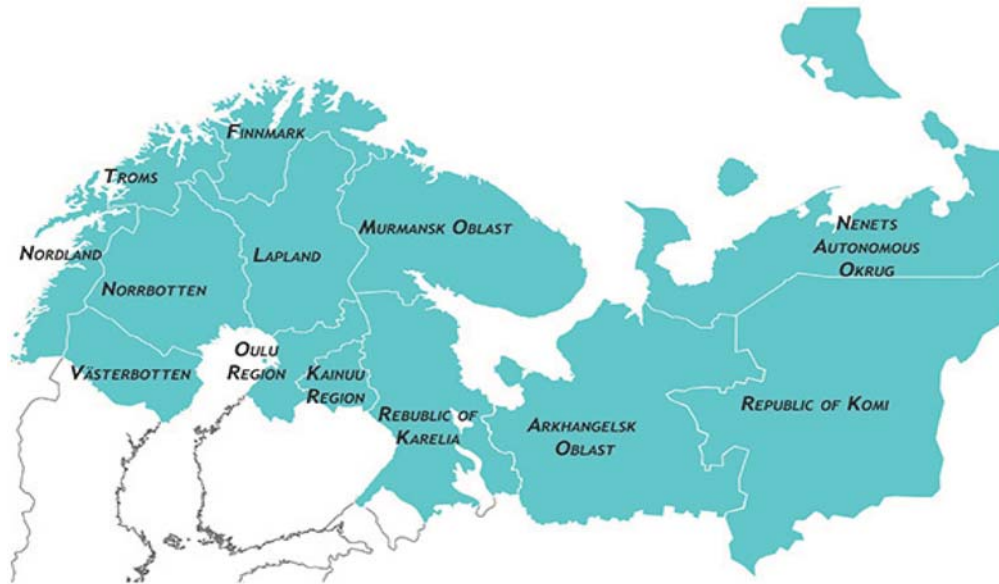 Finnmark
Troms
Murmansk Oblast
Nenets
Autonomous
Okrug
Nordland
Lapland
Norrbotten
Oulu
Region
Västerbotten
Kainuu
Region
Republic of Komi
Rebublic of
Karelia
Arkhangelsk
Oblast